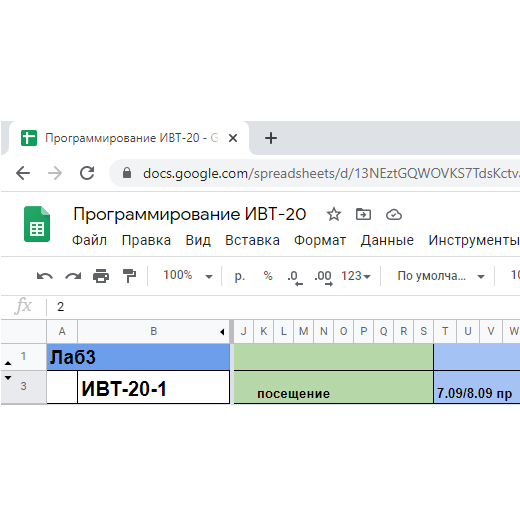 Программирование ИВТ-20 - G
docs.google.com/spreadsheets/d/13NEztGQWOVKS7TdsKctva
Программирование ИВТ-20
Файл Правка Вид Вставка Формат Данные Инструменты
100% р. % .0 .00 123 По умолча... 10
fx 2
A B J K L M N O P Q R S T U V W
1 Лаб3
3 ИВТ-20-1 посещение 7.09/8.09 пр